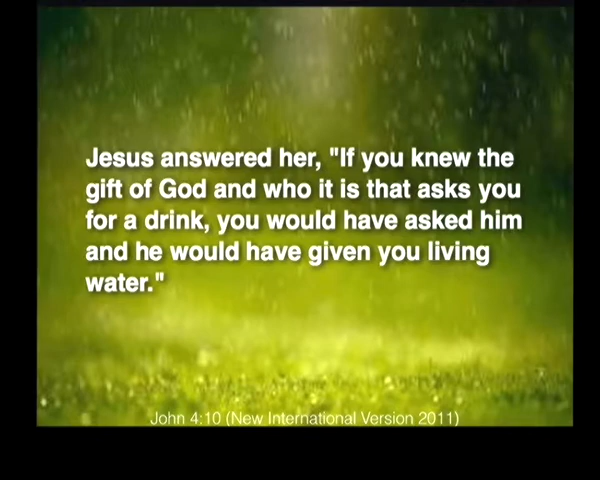 Jesus answered her, "If you knew the
gift of God and who it is that asks you
for a drink, you would have asked him
and he would have given you living
water."
John 4:10 (New International Version 2011)